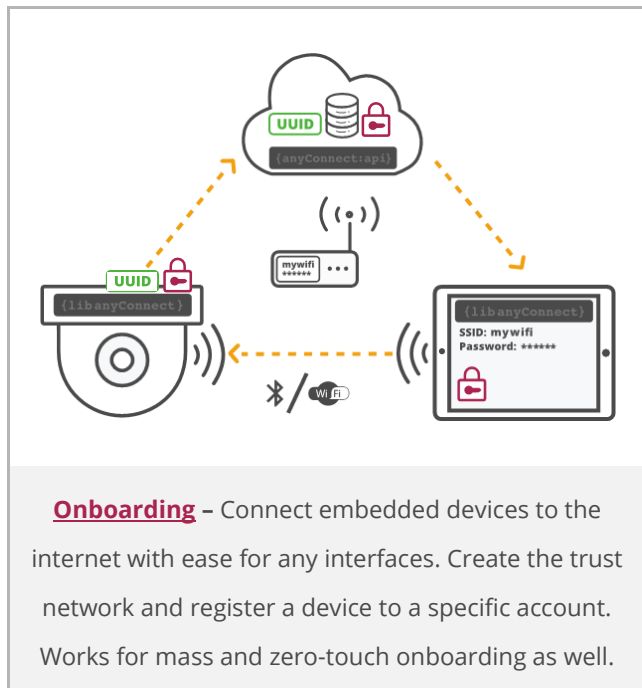 UUID
{anyConnect:api}
mywifi
******
UUID
{libanyConnect}
{libanyConnect}
SSID: mywifi
Password: ******
WiFi
Onboarding – Connect embedded devices to the
internet with ease for any interfaces. Create the trust
network and register a device to a specific account.
Works for mass and zero-touch onboarding as well.